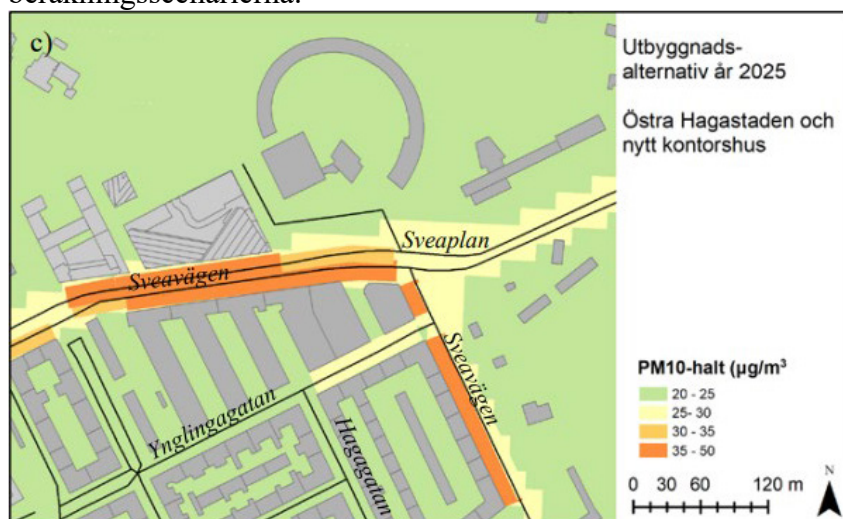 beräkningsscenarierna.
c)
Utbyggnads-
alternativ år 2025
Östra Hagastaden och
nytt kontorshus
Sveaplan
Sveavägen
Sveavägen
Ynglingagatan
Hagagatan
PM10-halt (µg/m³
20 - 25
25- 30
30 - 35
35 - 50
0 30 60 120 m
N